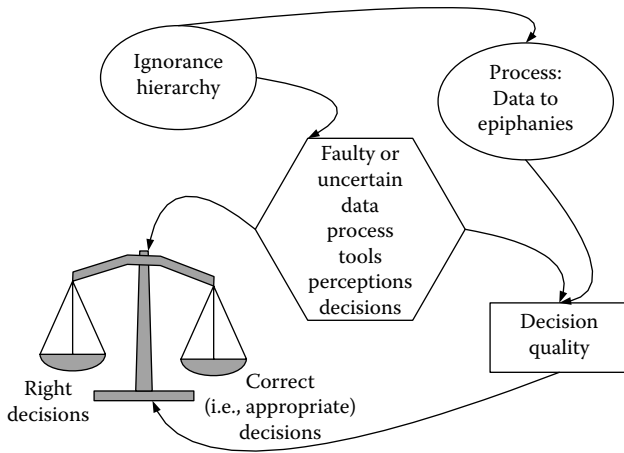 Ignorance
hierarchy
Process:
Data to
epiphanies
Faulty or
uncertain
data
process
tools
perceptions
decisions
Decision
quality
Right
decisions
Correct
(i.e., appropriate)
decisions